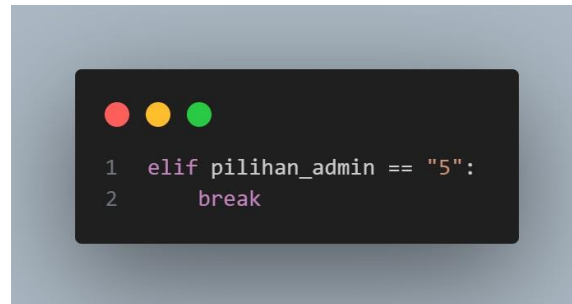 1 elif pilihan_admin == "5":
2     break